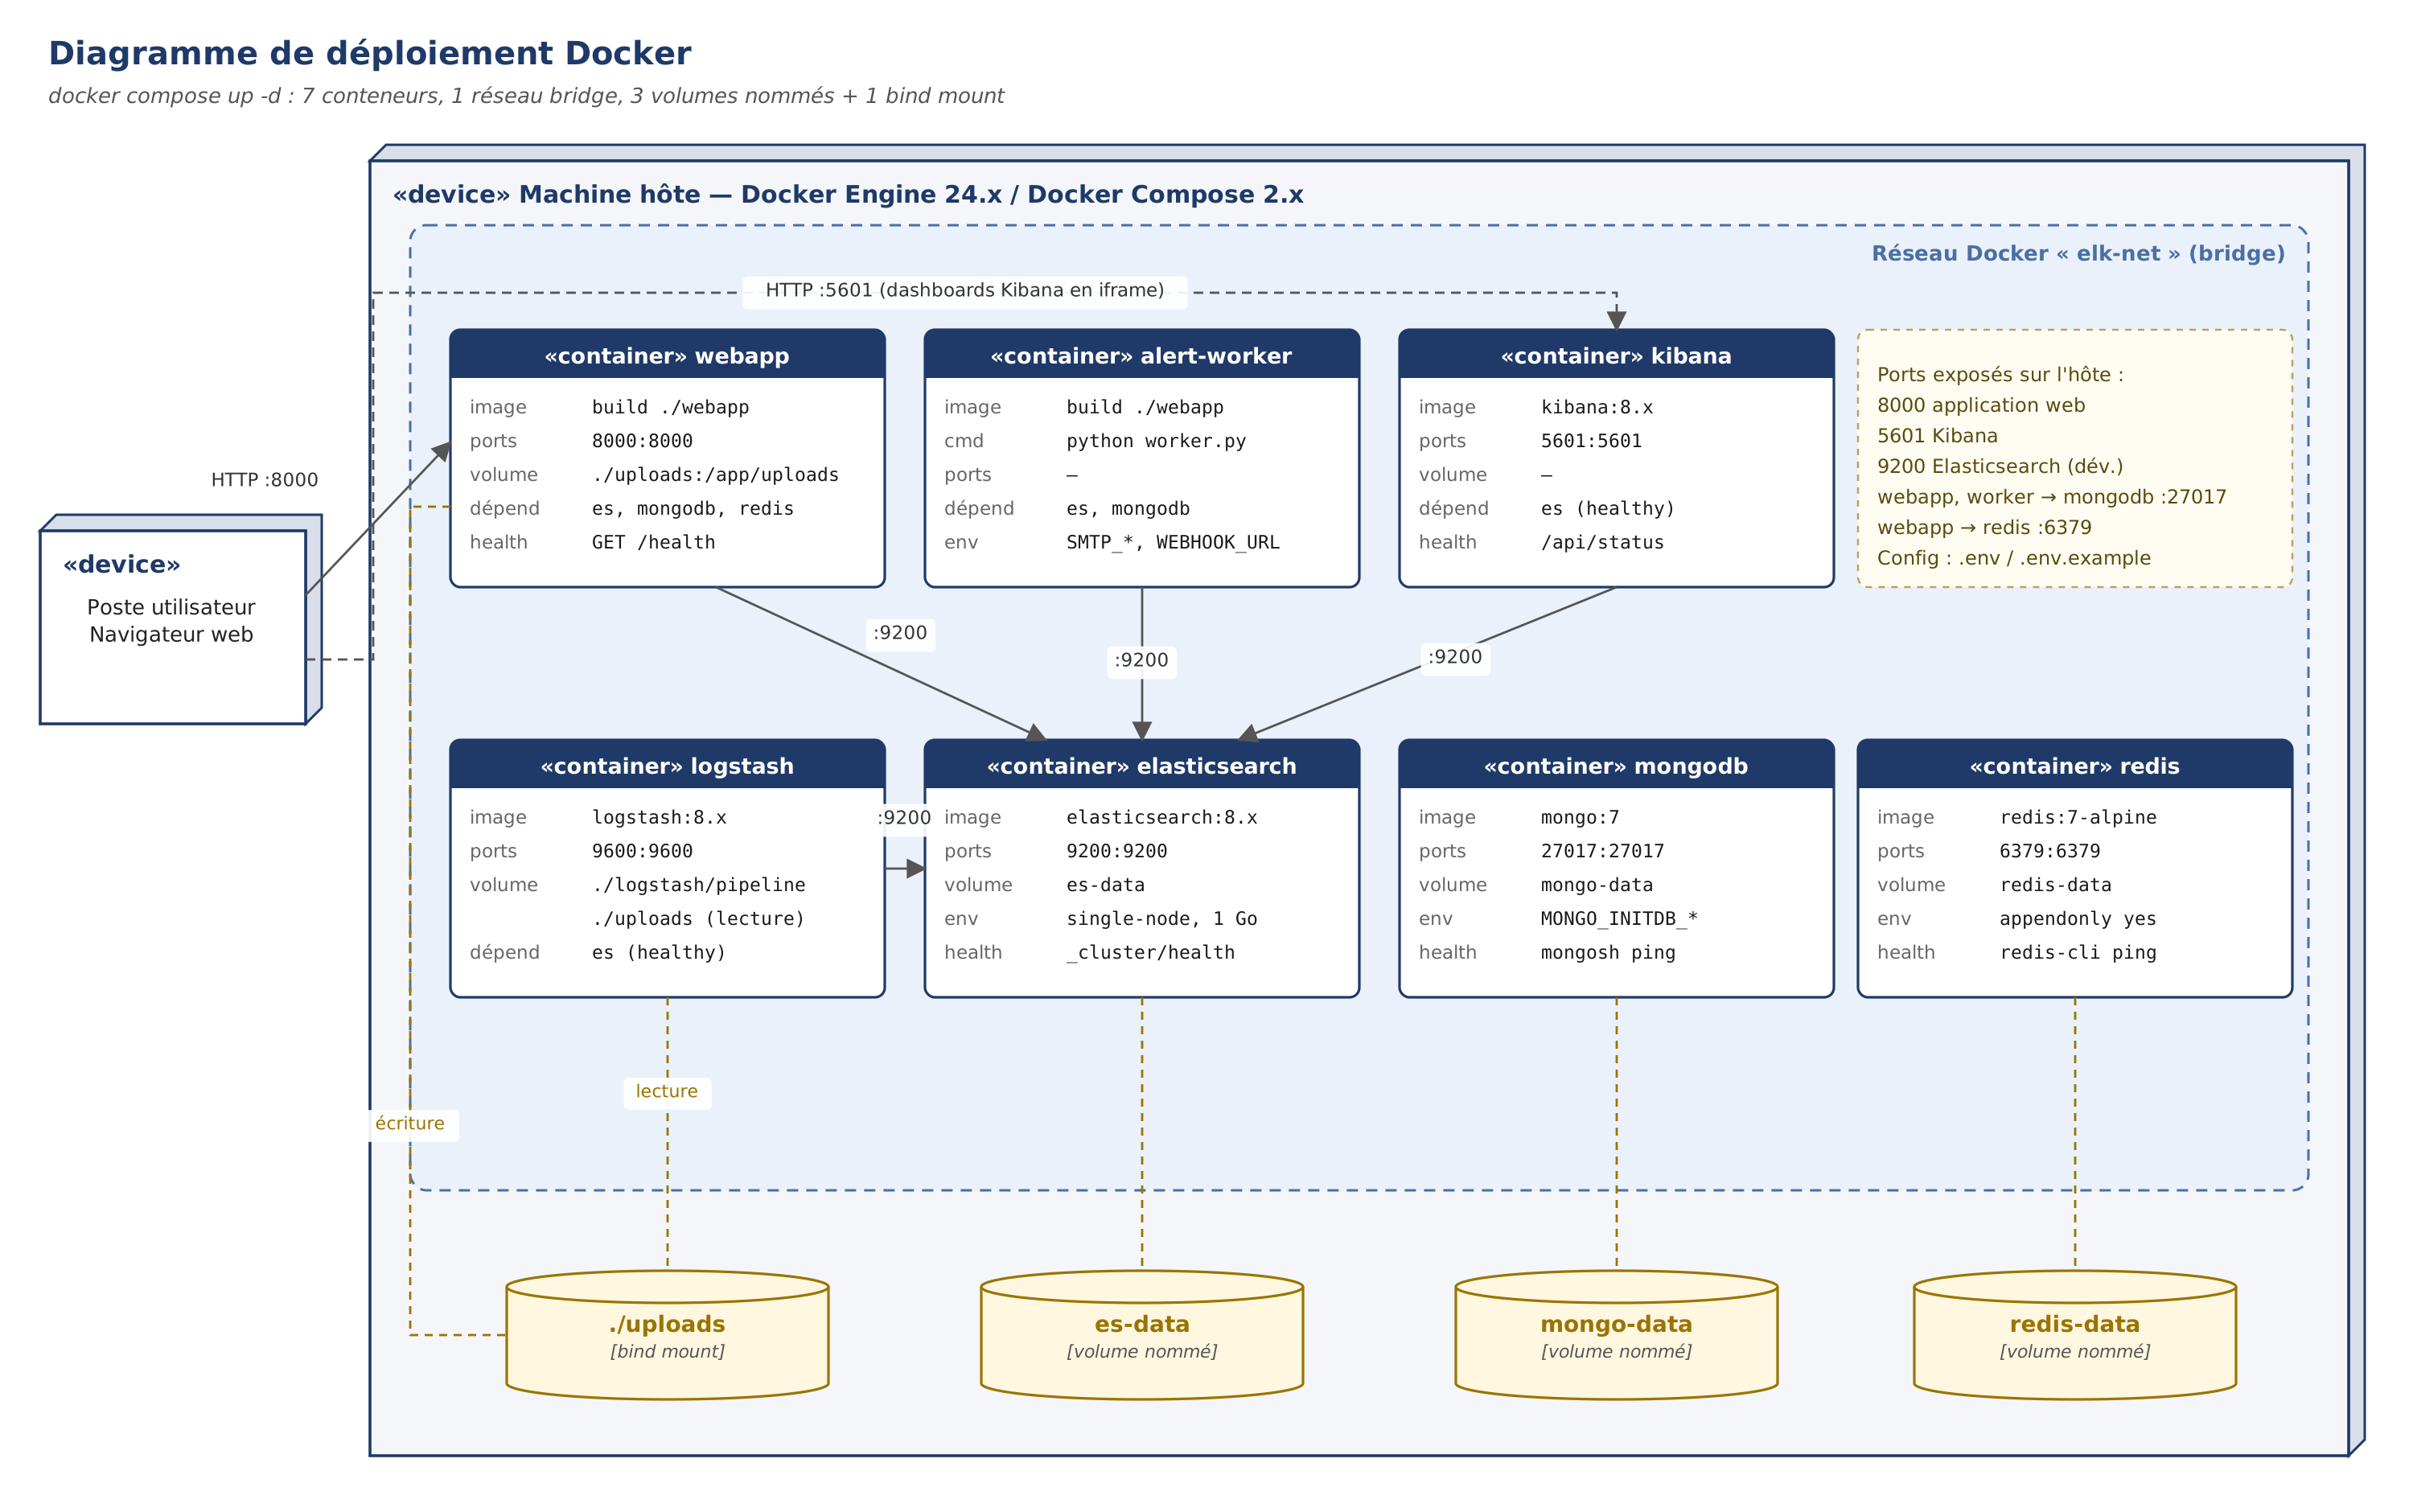 Diagramme de déploiement Docker
docker compose up -d : 7 conteneurs, 1 réseau bridge, 3 volumes nommés + 1 bind mount
«device» Machine hôte — Docker Engine 24.x / Docker Compose 2.x
Réseau Docker « elk-net » (bridge)
HTTP :5601 (dashboards Kibana en iframe)
HTTP :8000
«device»
Poste utilisateur
Navigateur web
«container» webapp
image build ./webapp
ports 8000:8000
volume ./uploads:/app/uploads
dépend es, mongodb, redis
health GET /health
«container» alert-worker
image build ./webapp
cmd python worker.py
ports —
dépend es, mongodb
env SMTP_*, WEBHOOK_URL
«container» kibana
image kibana:8.x
ports 5601:5601
volume —
dépend es (healthy)
health /api/status
Ports exposés sur l'hôte :
8000 application web
5601 Kibana
9200 Elasticsearch (dév.)
webapp, worker → mongodb :27017
webapp → redis :6379
Config : .env / .env.example
:9200
:9200
:9200
«container» logstash
image logstash:8.x
ports 9600:9600
volume ./logstash/pipeline
./uploads (lecture)
dépend es (healthy)
:9200
«container» elasticsearch
image elasticsearch:8.x
ports 9200:9200
volume es-data
env single-node, 1 Go
health _cluster/health
«container» mongodb
image mongo:7
ports 27017:27017
volume mongo-data
env MONGO_INITDB_*
health mongosh ping
«container» redis
image redis:7-alpine
ports 6379:6379
volume redis-data
env appendonly yes
health redis-cli ping
lecture
écriture
./uploads
[bind mount]
es-data
[volume nommé]
mongo-data
[volume nommé]
redis-data
[volume nommé]